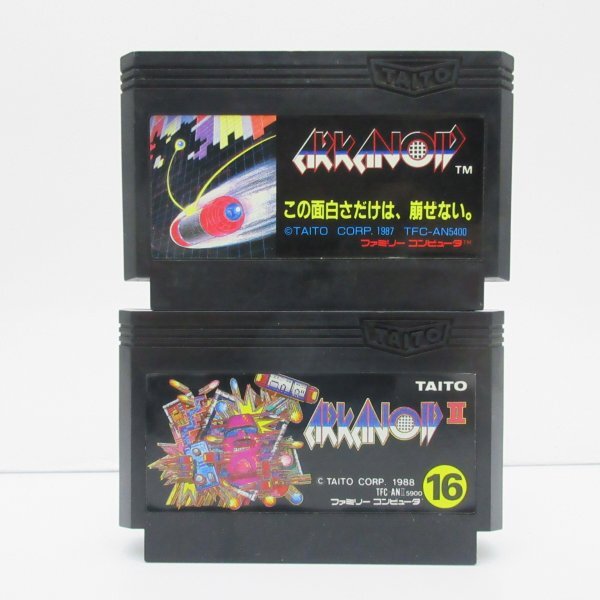 TAITO
ARKANOID
TM
この面白さだけは、崩せない。
©TAITO CORP. 1987 TFC-AN5400
ファミリー コンピュータ™
TAITO
TAITO
ARKANOID II
© TAITO CORP. 1988
TFC ANII 5900
16
ファミリー コンピュータ